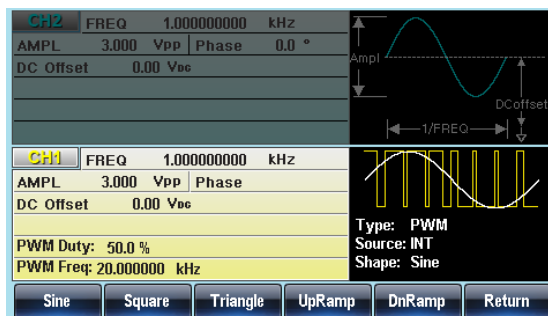 CH2 FREQ 1.000000000 kHz
AMPL 3.000 Vpp Phase 0.0 °
DC Offset 0.00 VDC
Ampl
DCoffset
1/FREQ
CH1 FREQ 1.000000000 kHz
AMPL 3.000 Vpp Phase
DC Offset 0.00 VDC
PWM Duty: 50.0 %
PWM Freq: 20.000000 kHz
Type: PWM
Source: INT
Shape: Sine
Sine Square Triangle UpRamp DnRamp Return